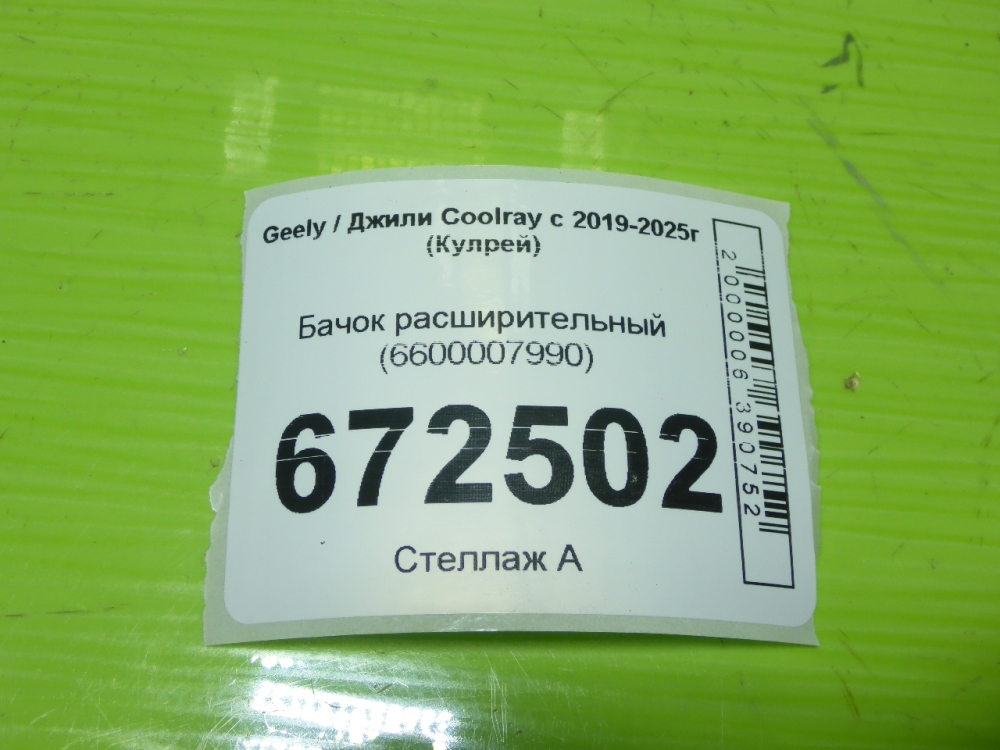 Geely / Джили Coolray с 2019-2025г
(Кулрей)
Бачок расширительный
(6600007990)
672502
Стеллаж А
2000006390752